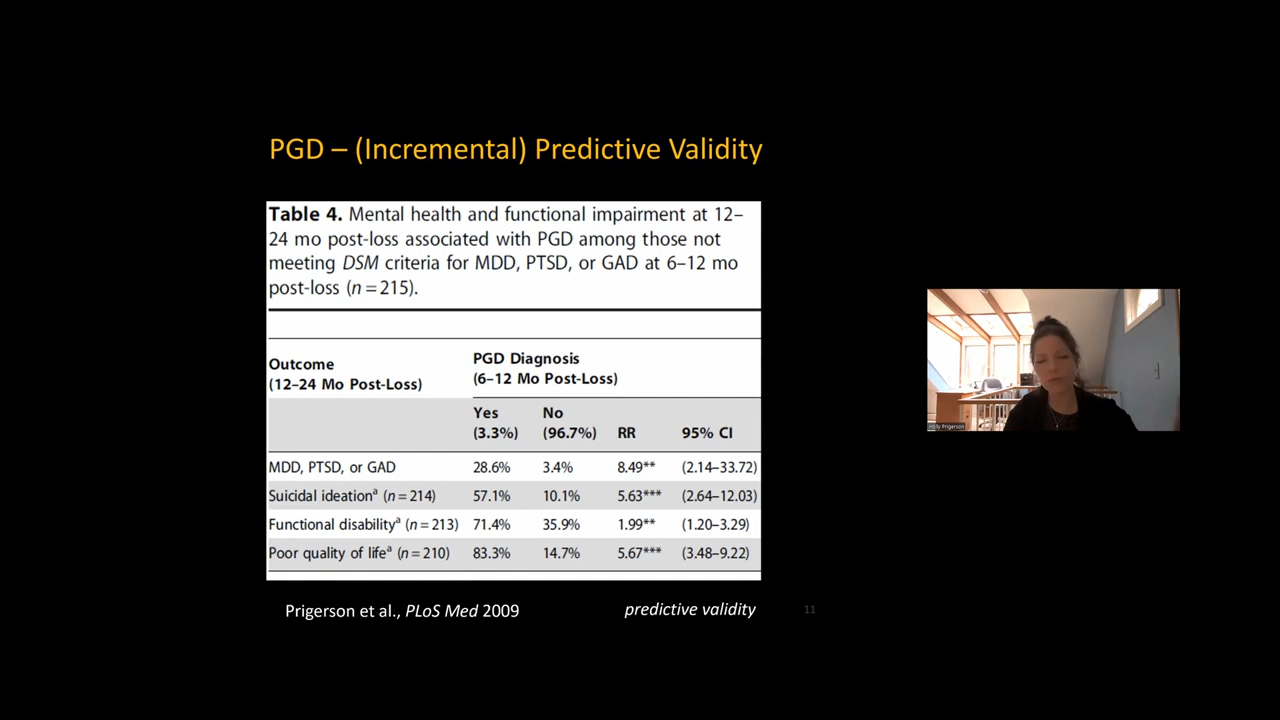 PGD – (Incremental) Predictive Validity
Table 4. Mental health and functional impairment at 12–
24 mo post-loss associated with PGD among those not
meeting DSM criteria for MDD, PTSD, or GAD at 6–12 mo
post-loss (n = 215).
Outcome
(12–24 Mo Post-Loss)
PGD Diagnosis
(6–12 Mo Post-Loss)
Yes (3.3%) No (96.7%) RR 95% CI
MDD, PTSD, or GAD 28.6% 3.4% 8.49** (2.14–33.72)
Suicidal ideationᵃ (n = 214) 57.1% 10.1% 5.63*** (2.64–12.03)
Functional disabilityᵃ (n = 213) 71.4% 35.9% 1.99** (1.20–3.29)
Poor quality of lifeᵃ (n = 210) 83.3% 14.7% 5.67*** (3.48–9.22)
Prigerson et al., PLoS Med 2009
predictive validity
11
Holly Prigerson